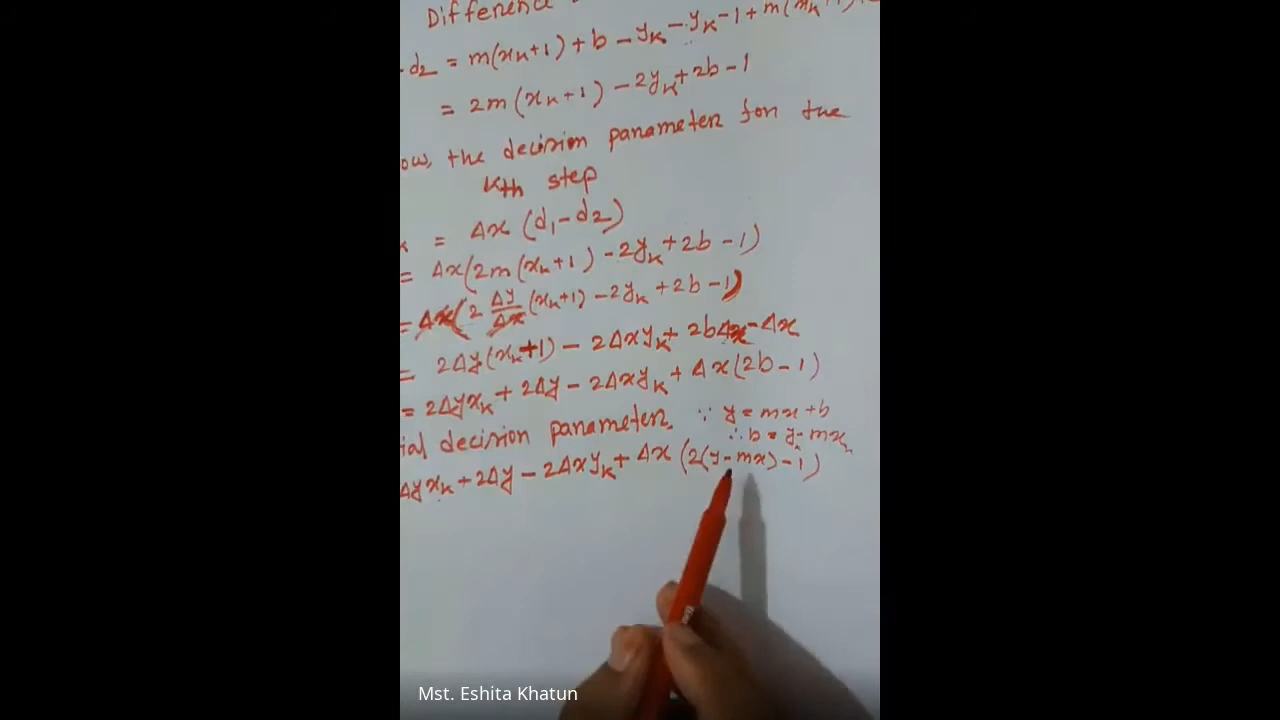 Difference
d₂ = m(xₖ+1) + b - yₖ - yₖ - 1 + m(xₖ+1)
= 2m(xₖ+1) - 2yₖ + 2b - 1
ow, the decision parameter for the
kth step
= Δx (d₁ - d₂)
= Δx(2m(xₖ+1) - 2yₖ + 2b - 1)
= Δx(2 Δy/Δx (xₖ+1) - 2yₖ + 2b - 1)
= 2Δy(xₖ+1) - 2Δxyₖ + 2bΔx - Δx
= 2Δyxₖ + 2Δy - 2Δxyₖ + Δx(2b - 1)
ial decision parameter. ∵ y = mx + b
∴ b = y - mx
Δyxₖ + 2Δy - 2Δxyₖ + Δx (2(y - mx) - 1)
Mst. Eshita Khatun